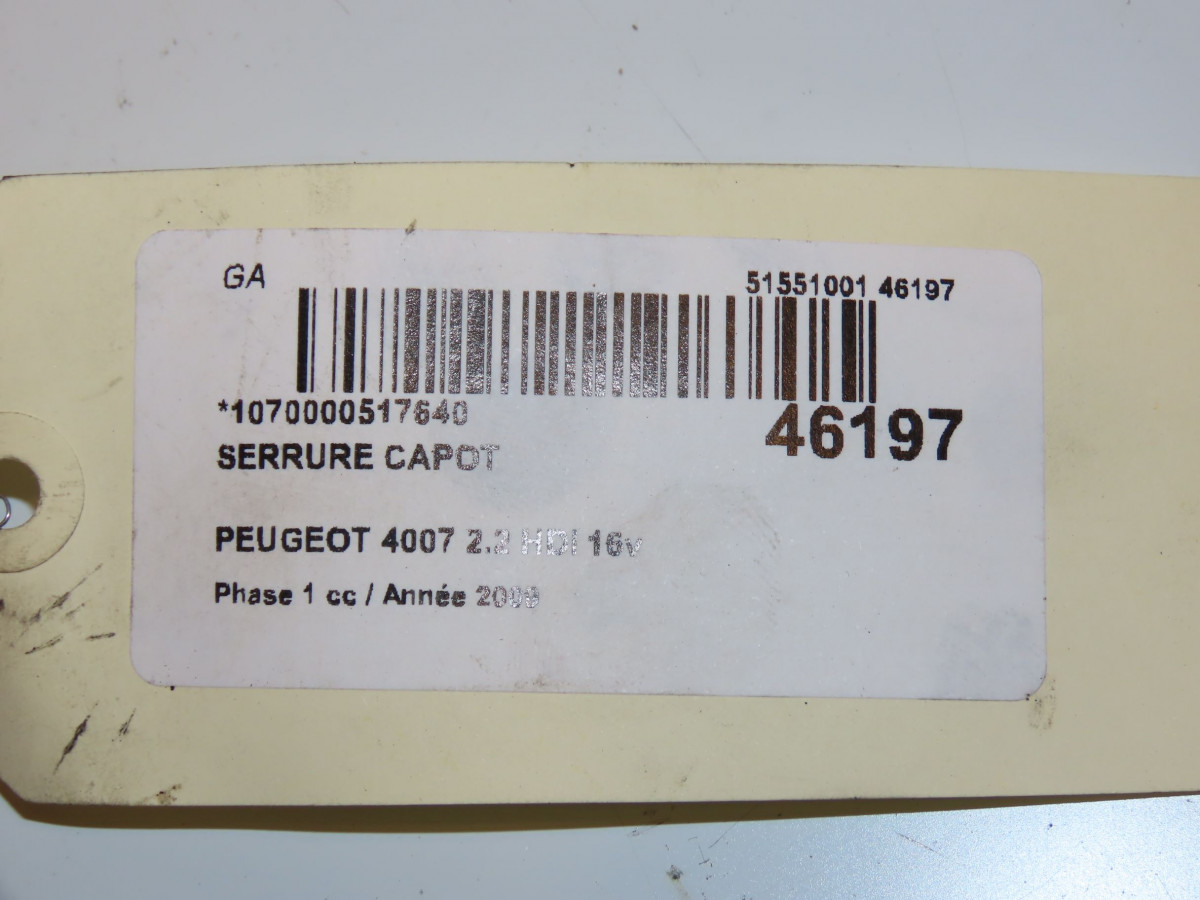 GA
51551001 46197
*1070000517640
46197
SERRURE CAPOT
PEUGEOT 4007 2.2 HDI 16v
Phase 1 cc / Année 2009